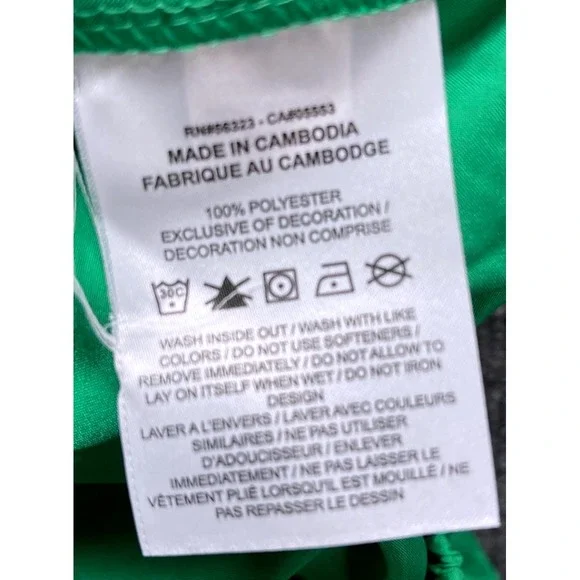 RN#56323 - CA#05553
MADE IN CAMBODIA
FABRIQUE AU CAMBODGE
100% POLYESTER
EXCLUSIVE OF DECORATION /
DECORATION NON COMPRISE
30C
WASH INSIDE OUT / WASH WITH LIKE
COLORS / DO NOT USE SOFTENERS /
REMOVE IMMEDIATELY / DO NOT ALLOW TO
LAY ON ITSELF WHEN WET / DO NOT IRON
DESIGN
LAVER A L'ENVERS / LAVER AVEC COULEURS
SIMILAIRES / NE PAS UTILISER
D'ADOUCISSEUR / ENLEVER
IMMEDIATEMENT / NE PAS LAISSER LE
VÊTEMENT PLIÉ LORSQU'IL EST MOUILLÉ / NE
PAS REPASSER LE DESSIN